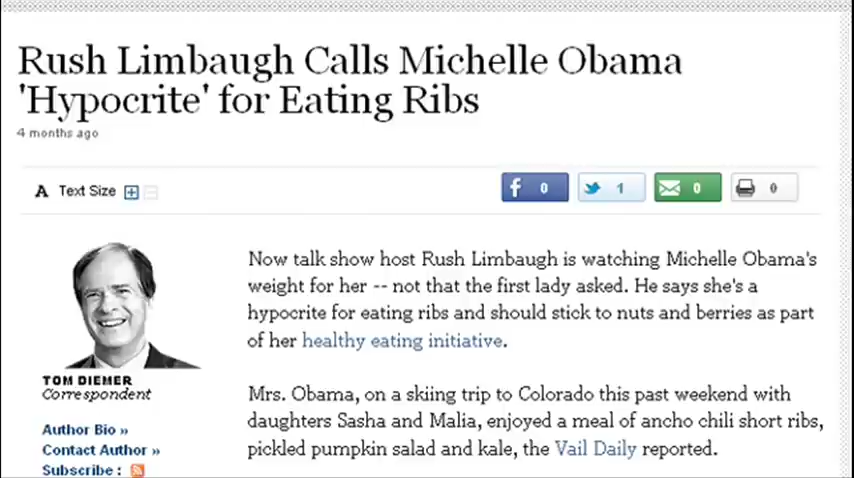 Rush Limbaugh Calls Michelle Obama
'Hypocrite' for Eating Ribs
4 months ago
A Text Size
0
1
0
0
Now talk show host Rush Limbaugh is watching Michelle Obama's
weight for her -- not that the first lady asked. He says she's a
hypocrite for eating ribs and should stick to nuts and berries as part
of her healthy eating initiative.
TOM DIEMER
Correspondent
Author Bio »
Contact Author »
Subscribe :
Mrs. Obama, on a skiing trip to Colorado this past weekend with
daughters Sasha and Malia, enjoyed a meal of ancho chili short ribs,
pickled pumpkin salad and kale, the Vail Daily reported.